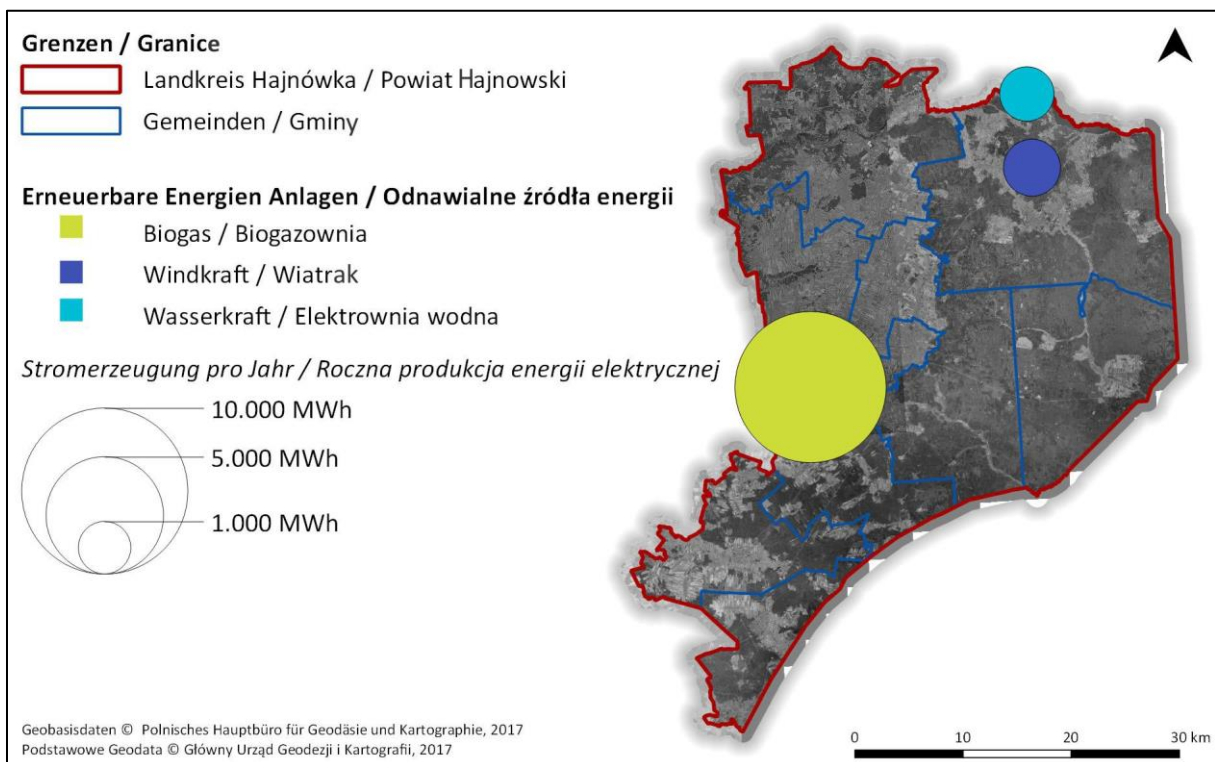 Grenzen / Granice
Landkreis Hajnówka / Powiat Hajnowski
Gemeinden / Gminy
Erneuerbare Energien Anlagen / Odnawialne źródła energii
Biogas / Biogazownia
Windkraft / Wiatrak
Wasserkraft / Elektrownia wodna
Stromerzeugung pro Jahr / Roczna produkcja energii elektrycznej
10.000 MWh
5.000 MWh
1.000 MWh
Geobasisdaten © Polnisches Hauptbüro für Geodäsie und Kartographie, 2017
Podstawowe Geodata © Główny Urząd Geodezji i Kartografii, 2017
0 10 20 30 km